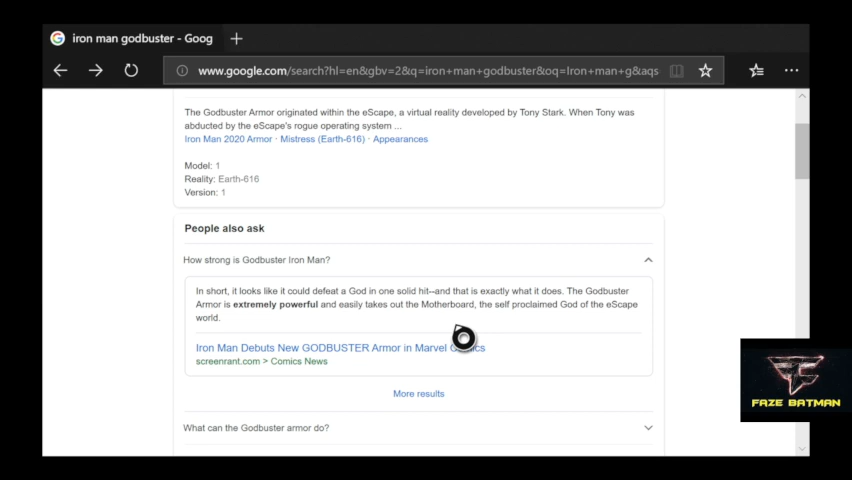 iron man godbuster - Goog
www.google.com/search?hl=en&gbv=2&q=iron+man+godbuster&oq=Iron+man+g&aqs
The Godbuster Armor originated within the eScape, a virtual reality developed by Tony Stark. When Tony was
abducted by the eScape's rogue operating system ...
Iron Man 2020 Armor · Mistress (Earth-616) · Appearances
Model: 1
Reality: Earth-616
Version: 1
People also ask
How strong is Godbuster Iron Man?
In short, it looks like it could defeat a God in one solid hit--and that is exactly what it does. The Godbuster
Armor is extremely powerful and easily takes out the Motherboard, the self proclaimed God of the eScape
world.
Iron Man Debuts New GODBUSTER Armor in Marvel Comics
screenrant.com > Comics News
More results
What can the Godbuster armor do?
FAZE BATMAN